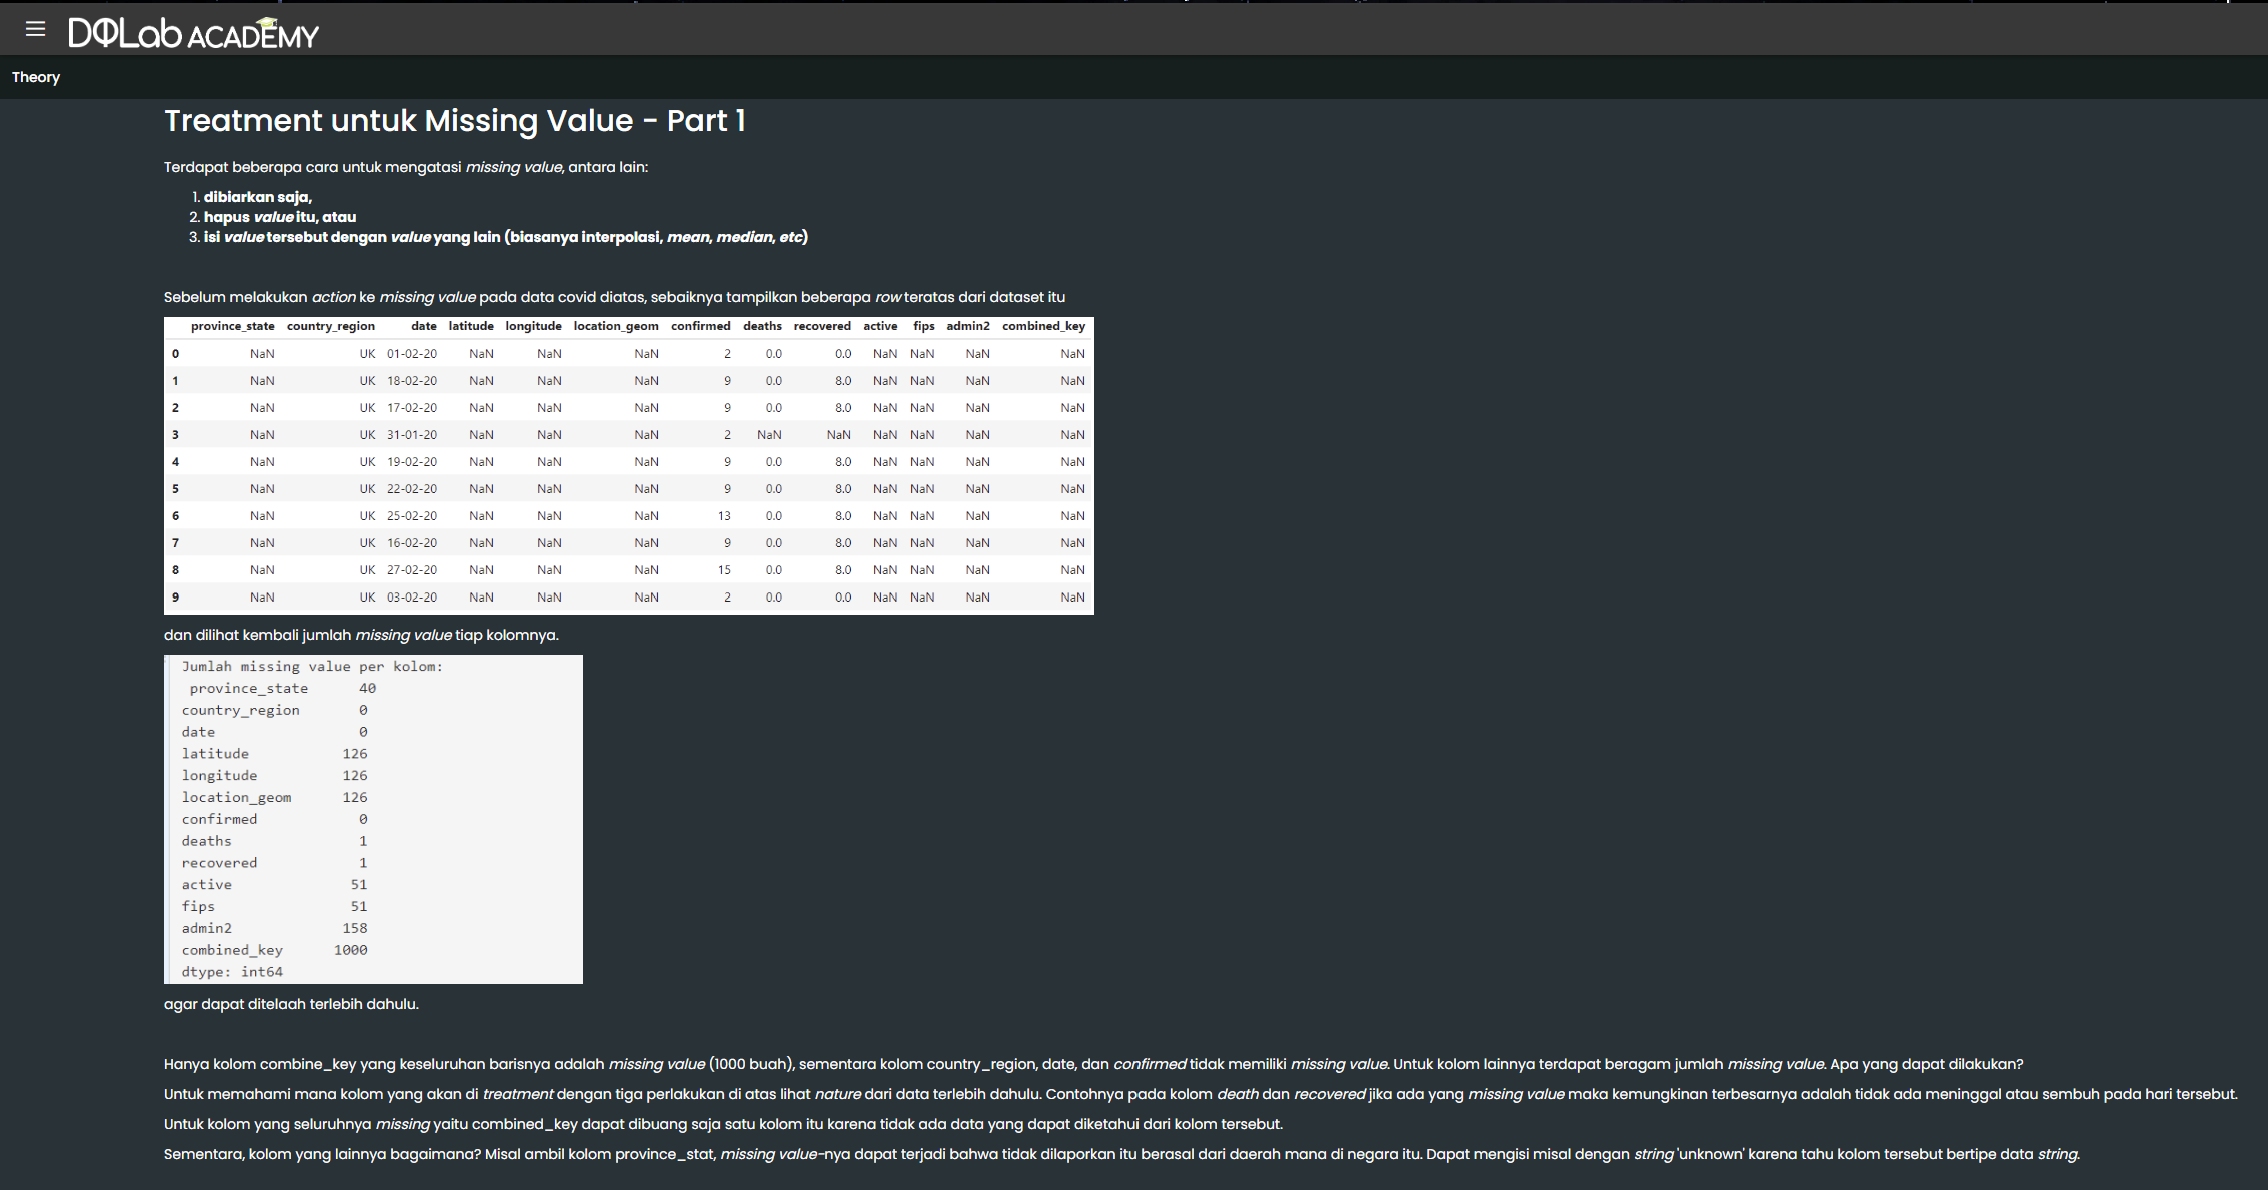 DQLab ACADEMY
Theory
Treatment untuk Missing Value - Part 1
Terdapat beberapa cara untuk mengatasi missing value, antara lain:
1. dibiarkan saja,
2. hapus value itu, atau
3. isi value tersebut dengan value yang lain (biasanya interpolasi, mean, median, etc)
Sebelum melakukan action ke missing value pada data covid diatas, sebaiknya tampilkan beberapa row teratas dari dataset itu
province_state country_region date latitude longitude location_geom confirmed deaths recovered active fips admin2 combined_key
0 NaN UK 01-02-20 NaN NaN NaN 2 0.0 0.0 NaN NaN NaN NaN
1 NaN UK 18-02-20 NaN NaN NaN 9 0.0 8.0 NaN NaN NaN NaN
2 NaN UK 17-02-20 NaN NaN NaN 9 0.0 8.0 NaN NaN NaN NaN
3 NaN UK 31-01-20 NaN NaN NaN 2 NaN NaN NaN NaN NaN NaN
4 NaN UK 19-02-20 NaN NaN NaN 9 0.0 8.0 NaN NaN NaN NaN
5 NaN UK 22-02-20 NaN NaN NaN 9 0.0 8.0 NaN NaN NaN NaN
6 NaN UK 25-02-20 NaN NaN NaN 13 0.0 8.0 NaN NaN NaN NaN
7 NaN UK 16-02-20 NaN NaN NaN 9 0.0 8.0 NaN NaN NaN NaN
8 NaN UK 27-02-20 NaN NaN NaN 15 0.0 8.0 NaN NaN NaN NaN
9 NaN UK 03-02-20 NaN NaN NaN 2 0.0 0.0 NaN NaN NaN NaN
dan dilihat kembali jumlah missing value tiap kolomnya.
Jumlah missing value per kolom:
province_state 40
country_region 0
date 0
latitude 126
longitude 126
location_geom 126
confirmed 0
deaths 1
recovered 1
active 51
fips 51
admin2 158
combined_key 1000
dtype: int64
agar dapat ditelaah terlebih dahulu.
Hanya kolom combine_key yang keseluruhan barisnya adalah missing value (1000 buah), sementara kolom country_region, date, dan confirmed tidak memiliki missing value. Untuk kolom lainnya terdapat beragam jumlah missing value. Apa yang dapat dilakukan?
Untuk memahami mana kolom yang akan di treatment dengan tiga perlakuan di atas lihat nature dari data terlebih dahulu. Contohnya pada kolom death dan recovered jika ada yang missing value maka kemungkinan terbesarnya adalah tidak ada meninggal atau sembuh pada hari tersebut.
Untuk kolom yang seluruhnya missing yaitu combined_key dapat dibuang saja satu kolom itu karena tidak ada data yang dapat diketahui dari kolom tersebut.
Sementara, kolom yang lainnya bagaimana? Misal ambil kolom province_stat, missing value-nya dapat terjadi bahwa tidak dilaporkan itu berasal dari daerah mana di negara itu. Dapat mengisi misal dengan string 'unknown' karena tahu kolom tersebut bertipe data string.